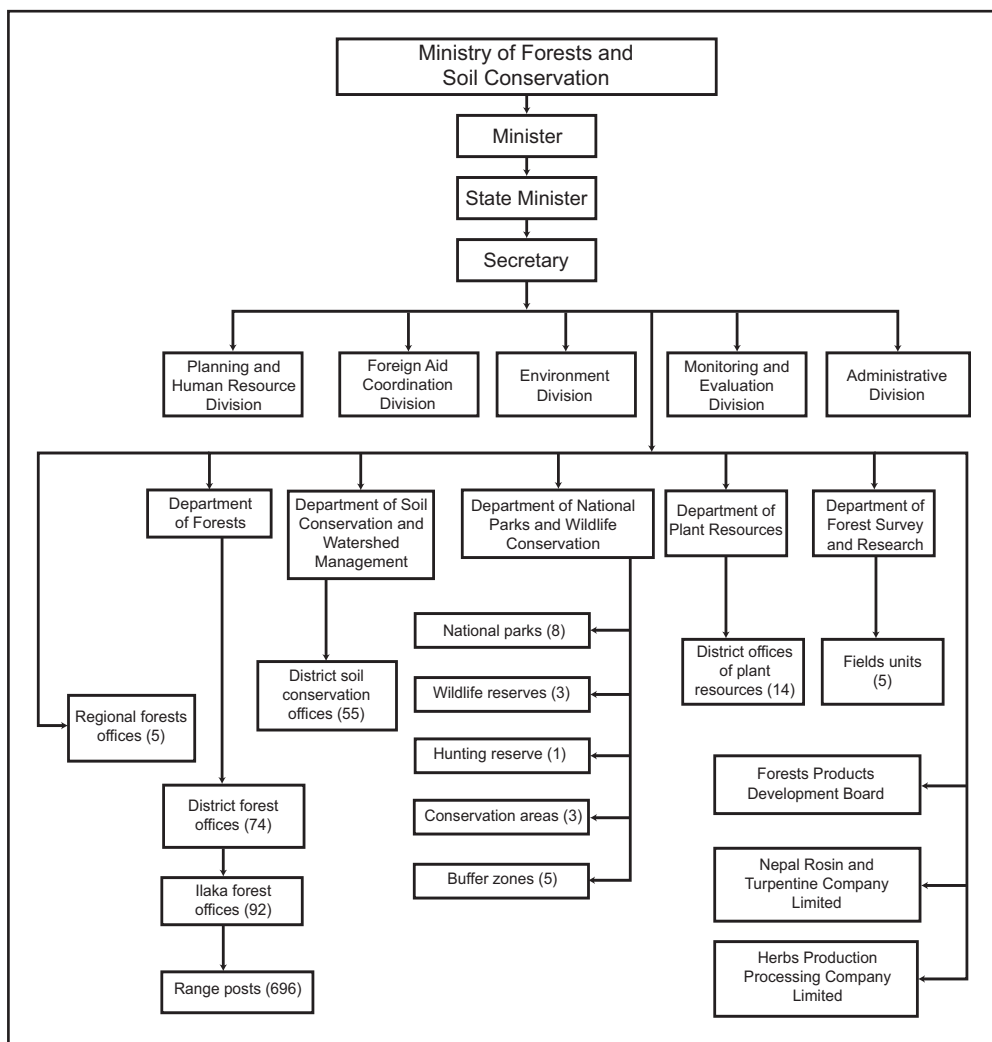 Ministry of Forests and
Soil Conservation
Minister
State Minister
Secretary
Planning and
Human Resource
Division
Foreign Aid
Coordination
Division
Environment
Division
Monitoring and
Evaluation
Division
Administrative
Division
Department
of Forests
Department of Soil
Conservation and
Watershed
Management
Department of National
Parks and Wildlife
Conservation
Department of
Plant Resources
Department of
Forest Survey
and Research
National parks (8)
District soil
conservation
offices (55)
District offices
of plant
resources (14)
Fields units
(5)
Wildlife reserves (3)
Regional forests
offices (5)
Hunting reserve (1)
Forests Products
Development Board
District forest
offices (74)
Conservation areas (3)
Ilaka forest
offices (92)
Buffer zones (5)
Nepal Rosin and
Turpentine Company
Limited
Range posts (696)
Herbs Production
Processing Company
Limited